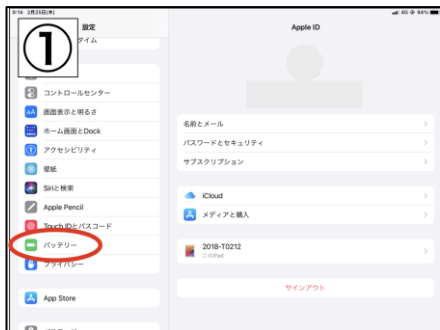 9:14 2月25日(木)
4G 94%
①
設定
Apple ID
タイム
コントロールセンター
AA 画面表示と明るさ
ホーム画面とDock
アクセシビリティ
壁紙
Siriと検索
Apple Pencil
Touch IDとパスコード
バッテリー
プライバシー
App Store
名前とメール
パスワードとセキュリティ
サブスクリプション
iCloud
メディアと購入
2018-T0212
このiPad
サインアウト